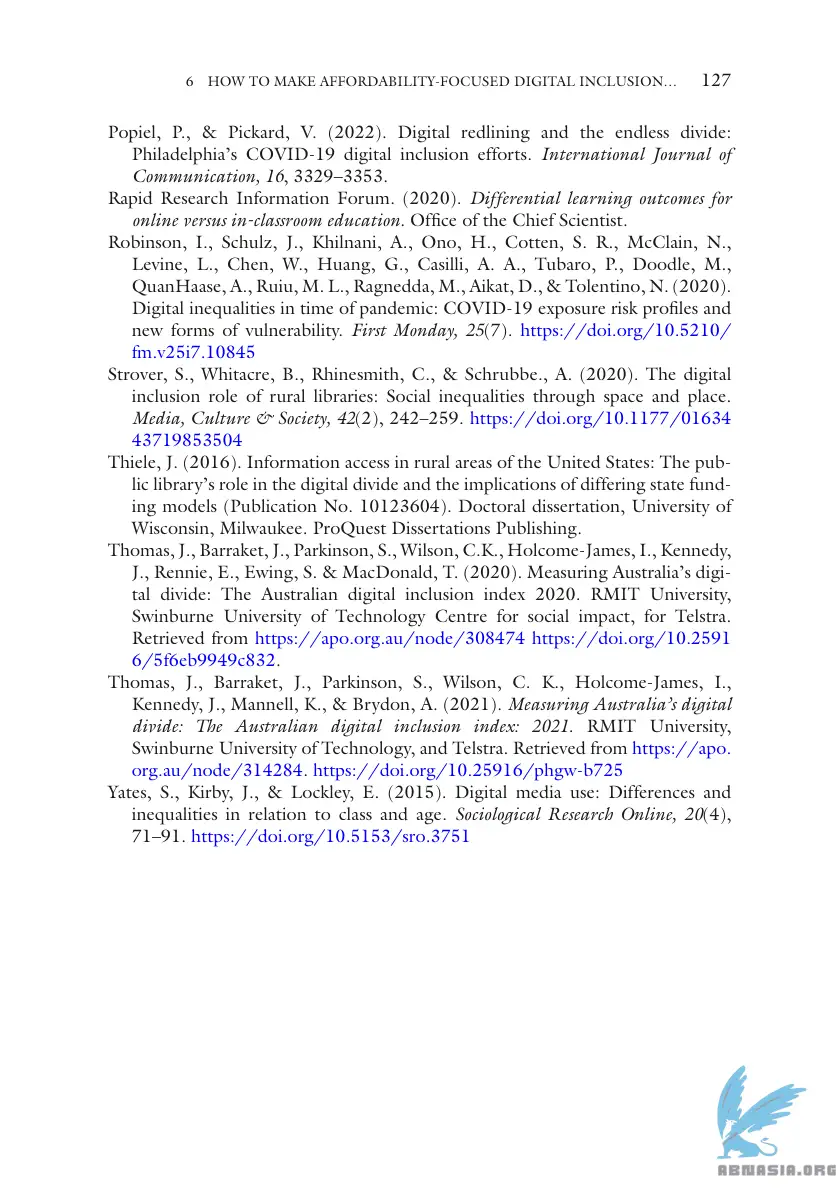 6 HOW TO MAKE AFFORDABILITY-FOCUSED DIGITAL INCLUSION... 127
Popiel, P., & Pickard, V. (2022). Digital redlining and the endless divide:
Philadelphia's COVID-19 digital inclusion efforts. International Journal of
Communication, 16, 3329–3353.
Rapid Research Information Forum. (2020). Differential learning outcomes for
online versus in-classroom education. Office of the Chief Scientist.
Robinson, I., Schulz, J., Khilnani, A., Ono, H., Cotten, S. R., McClain, N.,
Levine, L., Chen, W., Huang, G., Casilli, A. A., Tubaro, P., Doodle, M.,
QuanHaase, A., Ruiu, M. L., Ragnedda, M., Aikat, D., & Tolentino, N. (2020).
Digital inequalities in time of pandemic: COVID-19 exposure risk profiles and
new forms of vulnerability. First Monday, 25(7). https://doi.org/10.5210/
fm.v25i7.10845
Strover, S., Whitacre, B., Rhinesmith, C., & Schrubbe., A. (2020). The digital
inclusion role of rural libraries: Social inequalities through space and place.
Media, Culture & Society, 42(2), 242–259. https://doi.org/10.1177/01634
43719853504
Thiele, J. (2016). Information access in rural areas of the United States: The pub-
lic library's role in the digital divide and the implications of differing state fund-
ing models (Publication No. 10123604). Doctoral dissertation, University of
Wisconsin, Milwaukee. ProQuest Dissertations Publishing.
Thomas, J., Barraket, J., Parkinson, S., Wilson, C.K., Holcome-James, I., Kennedy,
J., Rennie, E., Ewing, S. & MacDonald, T. (2020). Measuring Australia's digi-
tal divide: The Australian digital inclusion index 2020. RMIT University,
Swinburne University of Technology Centre for social impact, for Telstra.
Retrieved from https://apo.org.au/node/308474 https://doi.org/10.2591
6/5f6eb9949c832.
Thomas, J., Barraket, J., Parkinson, S., Wilson, C. K., Holcome-James, I.,
Kennedy, J., Mannell, K., & Brydon, A. (2021). Measuring Australia's digital
divide: The Australian digital inclusion index: 2021. RMIT University,
Swinburne University of Technology, and Telstra. Retrieved from https://apo.
org.au/node/314284. https://doi.org/10.25916/phgw-b725
Yates, S., Kirby, J., & Lockley, E. (2015). Digital media use: Differences and
inequalities in relation to class and age. Sociological Research Online, 20(4),
71–91. https://doi.org/10.5153/sro.3751
ABNASIA.ORG